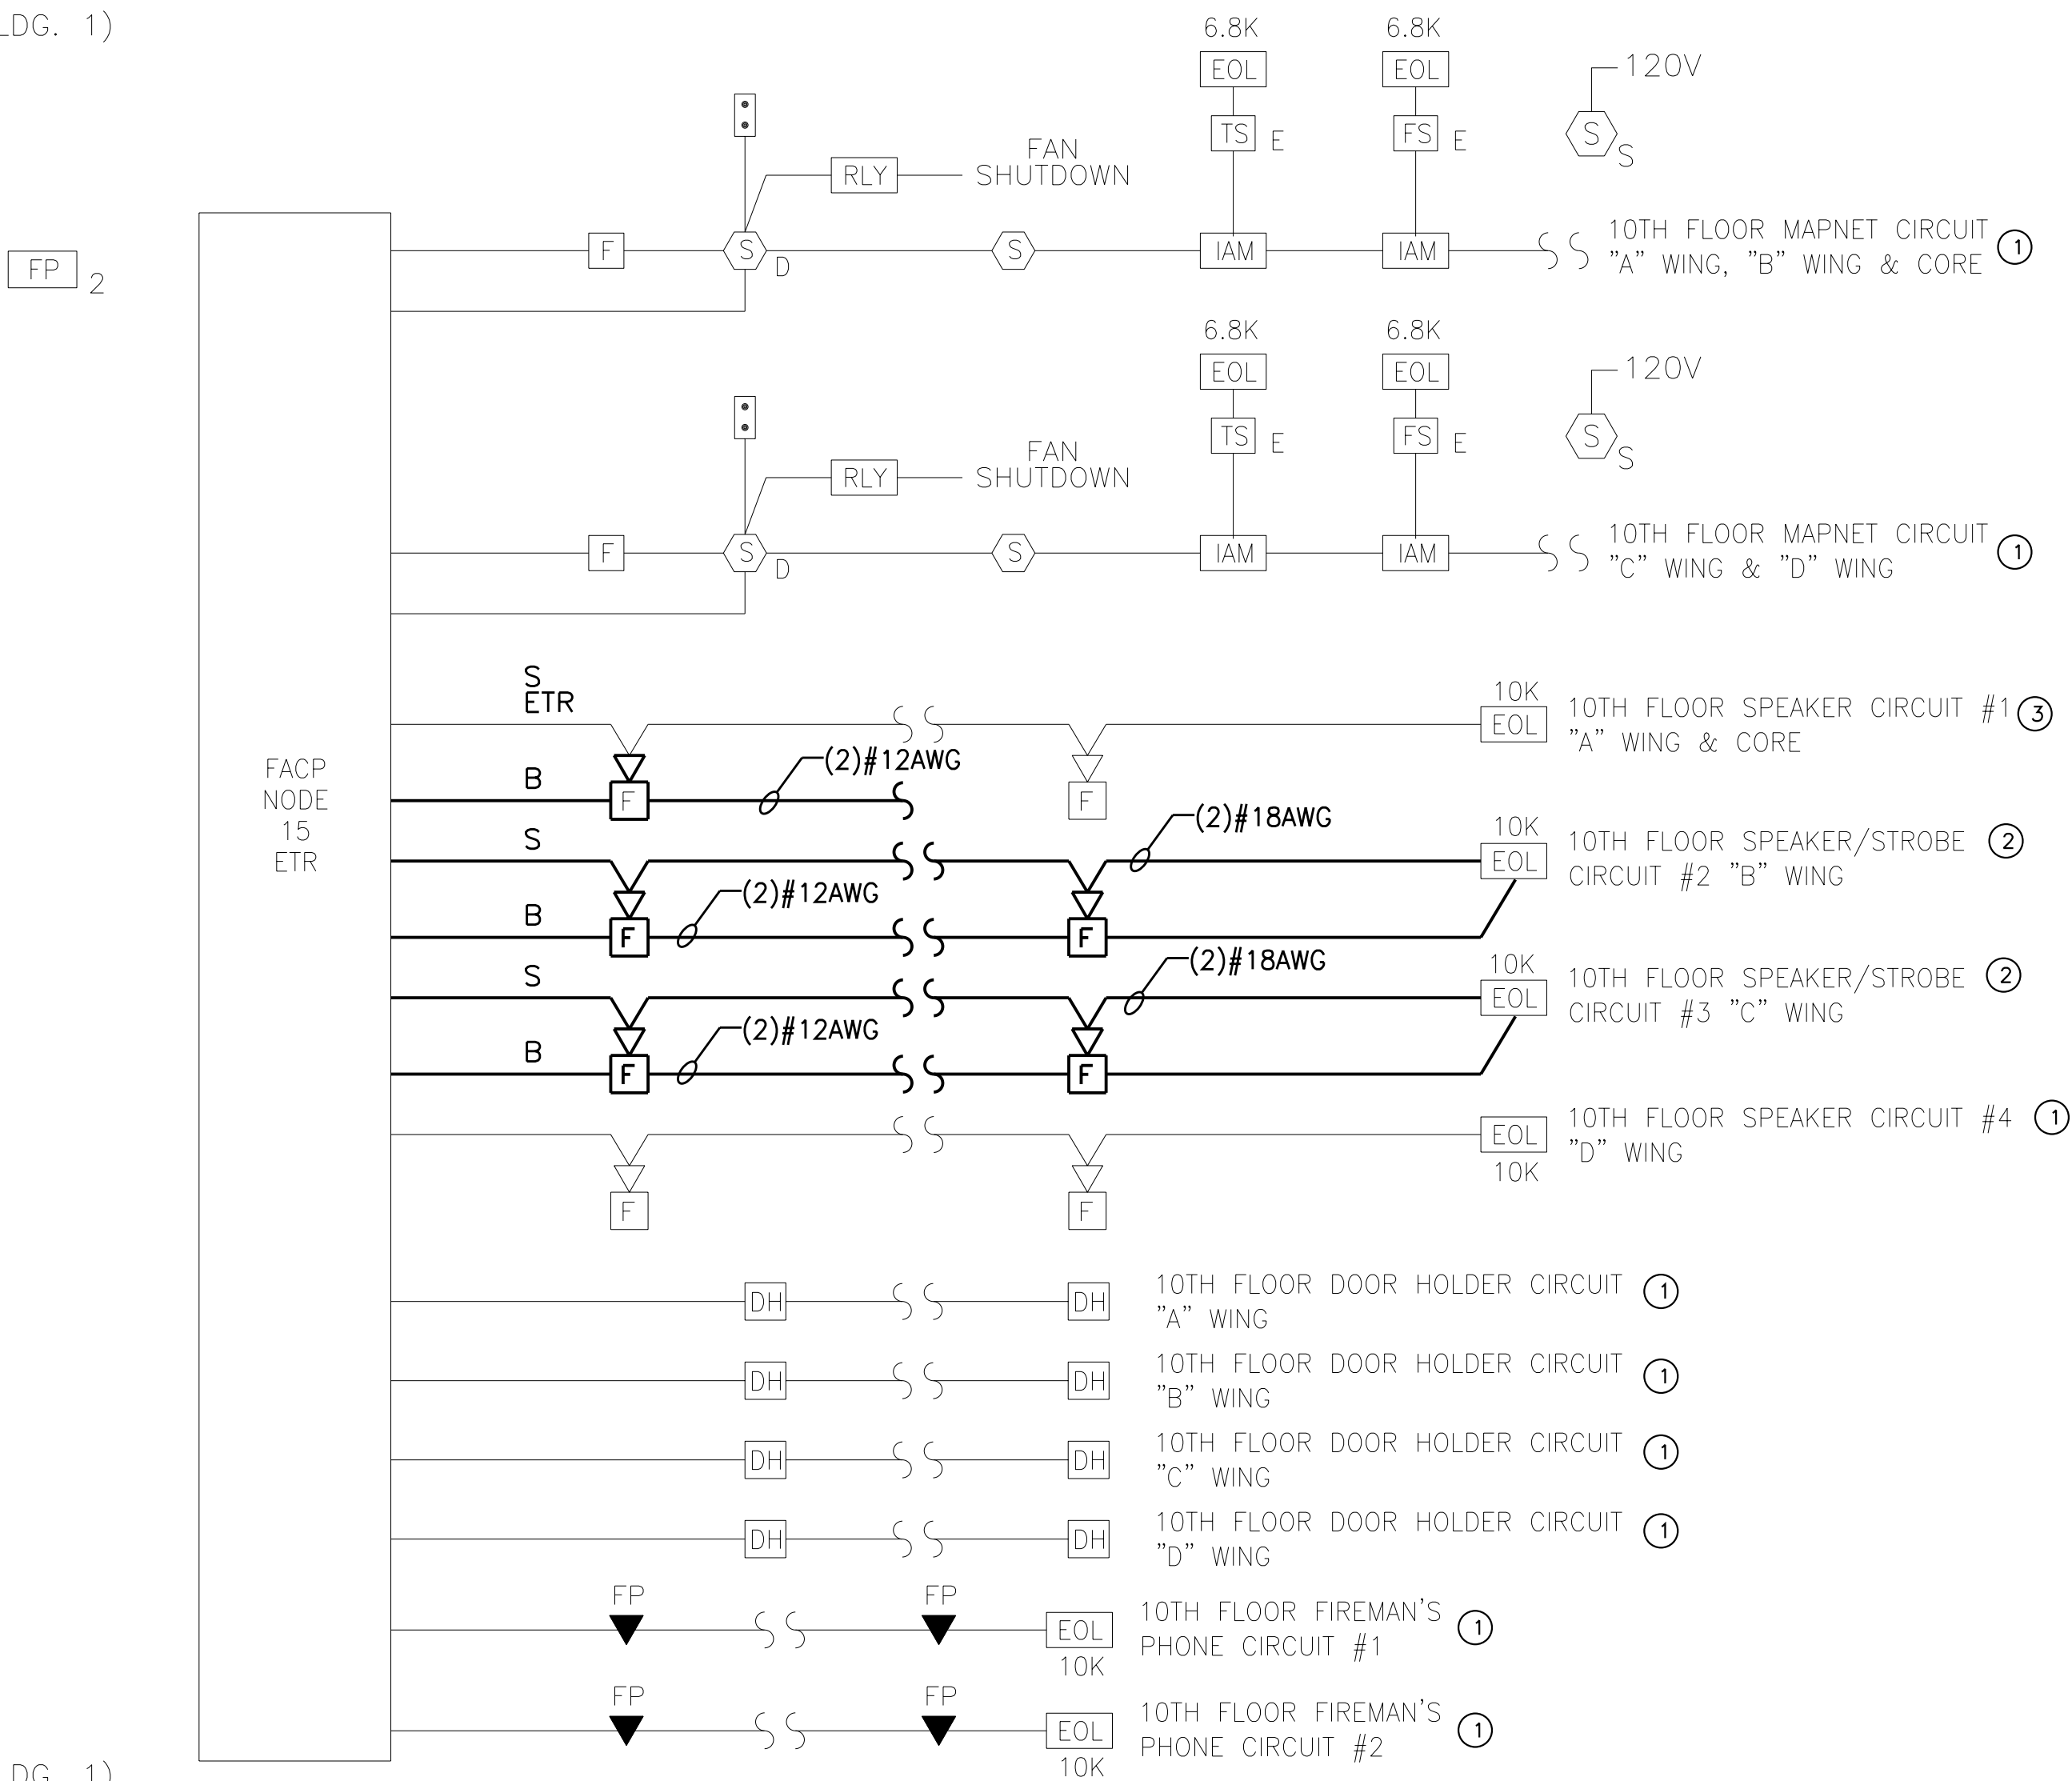 LDG. 1)
6.8K
6.8K
EOL
EOL
120V
TS E
FS E
S S
FAN
SHUTDOWN
RLY
FP 2
F
S D
S
IAM
IAM
10TH FLOOR MAPNET CIRCUIT
"A" WING, "B" WING & CORE
1
6.8K
6.8K
EOL
EOL
120V
TS E
FS E
S S
FAN
SHUTDOWN
RLY
F
S D
S
IAM
IAM
10TH FLOOR MAPNET CIRCUIT
"C" WING & "D" WING
1
FACP
NODE
15
ETR
S
ETR
10K
EOL
10TH FLOOR SPEAKER CIRCUIT #1
"A" WING & CORE
3
B
F
(2)#12AWG
F
S
(2)#18AWG
10K
EOL
10TH FLOOR SPEAKER/STROBE
CIRCUIT #2 "B" WING
2
B
F
(2)#12AWG
F
S
(2)#18AWG
10K
EOL
10TH FLOOR SPEAKER/STROBE
CIRCUIT #3 "C" WING
2
B
F
(2)#12AWG
F
EOL
10K
10TH FLOOR SPEAKER CIRCUIT #4
"D" WING
1
F
F
DH
DH
10TH FLOOR DOOR HOLDER CIRCUIT
"A" WING
1
DH
DH
10TH FLOOR DOOR HOLDER CIRCUIT
"B" WING
1
DH
DH
10TH FLOOR DOOR HOLDER CIRCUIT
"C" WING
1
DH
DH
10TH FLOOR DOOR HOLDER CIRCUIT
"D" WING
1
FP
FP
EOL
10K
10TH FLOOR FIREMAN'S
PHONE CIRCUIT #1
1
FP
FP
EOL
10K
10TH FLOOR FIREMAN'S
PHONE CIRCUIT #2
1
DG. 1)